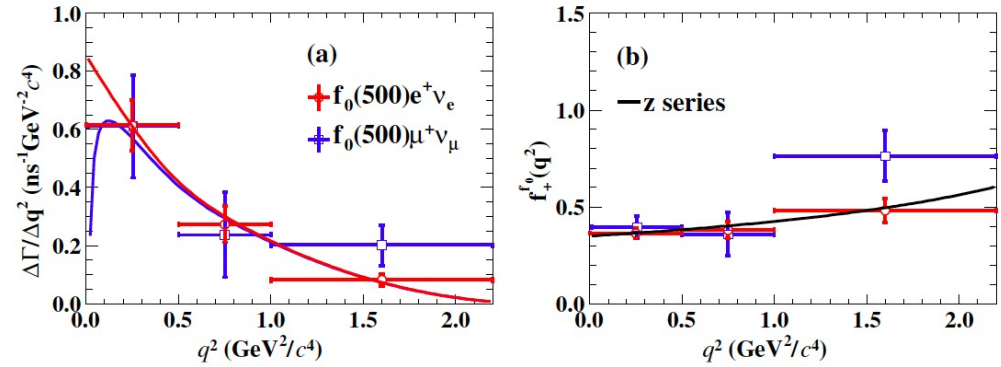 (a)
f₀(500)e⁺νₑ
f₀(500)μ⁺ν_μ
ΔΓ/Δq² (ns⁻¹GeV⁻²c⁴)
1.0
0.8
0.6
0.4
0.2
0.0
0.0 0.5 1.0 1.5 2.0
q² (GeV²/c⁴)
(b)
z series
f₊^f₀(q²)
1.5
1.0
0.5
0.0
0.0 0.5 1.0 1.5 2.0
q² (GeV²/c⁴)